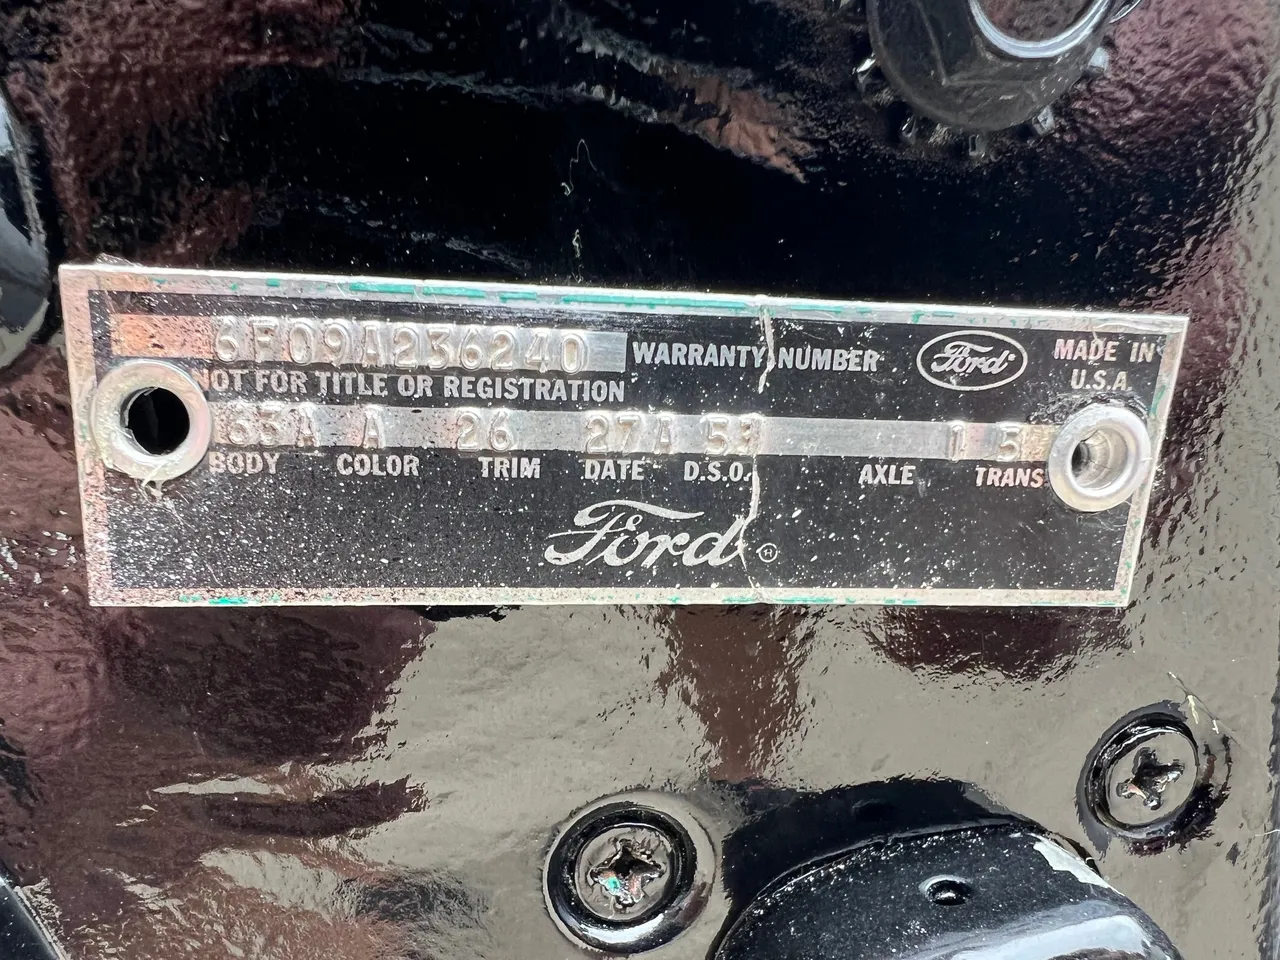 6F09A236240 WARRANTY NUMBER Ford MADE IN U.S.A.
NOT FOR TITLE OR REGISTRATION
63A A 26 27A 53 1 5
BODY COLOR TRIM DATE D.S.O. AXLE TRANS
Ford